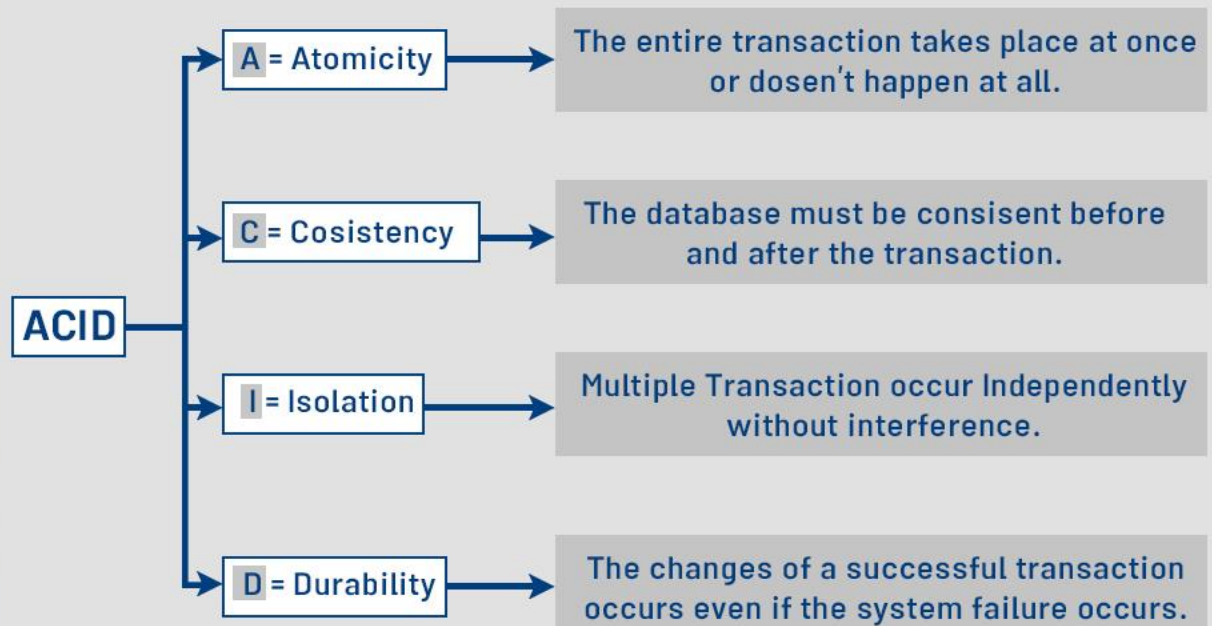 ACID
A = Atomicity
The entire transaction takes place at once
or dosen't happen at all.
C = Cosistency
The database must be consisent before
and after the transaction.
I = Isolation
Multiple Transaction occur Independently
without interference.
D = Durability
The changes of a successful transaction
occurs even if the system failure occurs.